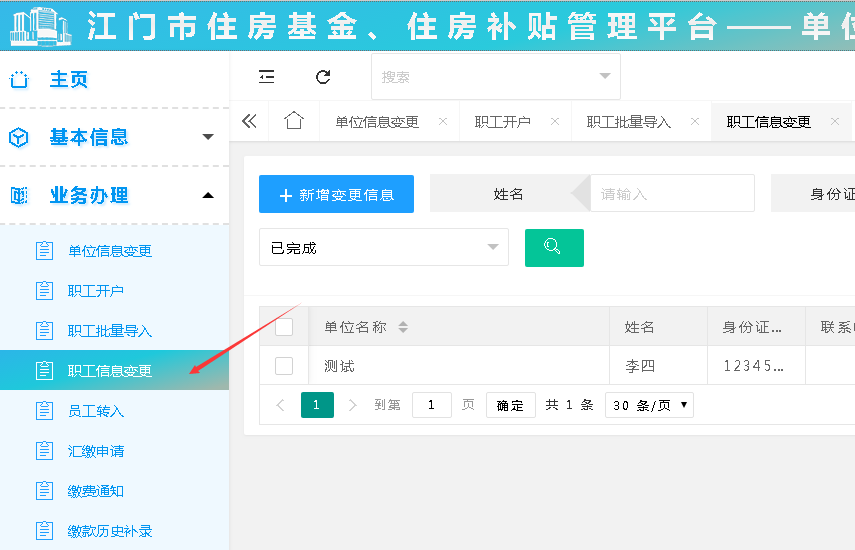 江门市住房基金、住房补贴管理平台——单位
主页
搜索
基本信息
单位信息变更 × 职工开户 × 职工批量导入 × 职工信息变更 ×
业务办理
+ 新增变更信息 姓名 请输入 身份证
已完成
单位信息变更
职工开户
职工批量导入
职工信息变更
员工转入
汇缴申请
缴费通知
缴款历史补录
单位名称 姓名 身份证... 联系
测试 李四 12345...
1 到第 1 页 确定 共 1 条 30 条/页